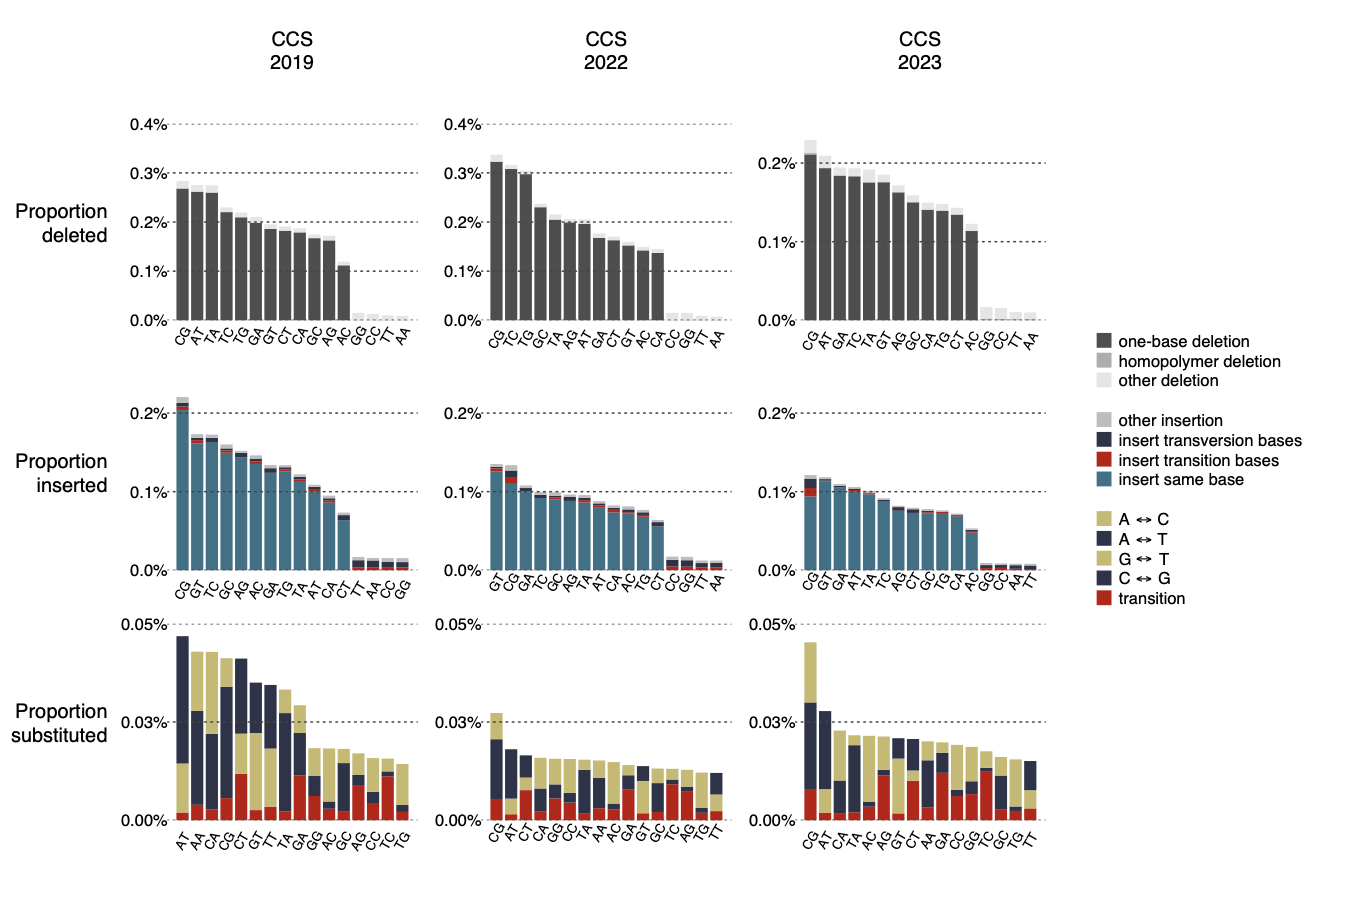 CCS
2019
CCS
2022
CCS
2023
Proportion
deleted
0.4%
0.3%
0.2%
0.1%
0.0%
CG AT TA TC TG GA GT CT CA GC AG AC GG CC TT AA
0.4%
0.3%
0.2%
0.1%
0.0%
CG TC TG GC TA AG AT GA CT GT AC CA CC GG TT AA
0.2%
0.1%
0.0%
CG AT GA TC TA GT AG GC CA TG CT AC GG CC TT AA
one-base deletion
homopolymer deletion
other deletion
Proportion
inserted
0.2%
0.1%
0.0%
CG GT TC GC AG AC GA TG TA AT CA CT TT AA CC GG
0.2%
0.1%
0.0%
GT CG GA TC GC AG TA AT CA AC TG CT CC GG TT AA
0.2%
0.1%
0.0%
CG GT GA AT TA TC AG CT GC TG CA AC GG CC AA TT
other insertion
insert transversion bases
insert transition bases
insert same base
A ↔ C
A ↔ T
G ↔ T
C ↔ G
transition
Proportion
substituted
0.05%
0.03%
0.00%
AT AA CA CG CT GT TT TA GA GG AC GC AG CC TC TG
0.05%
0.03%
0.00%
CG AT CT CA GG CC TA AA AC GA GT GC TC AG TG TT
0.05%
0.03%
0.00%
CG AT CA TA AC AG GT CT AA GA CC GG TC GC TG TT